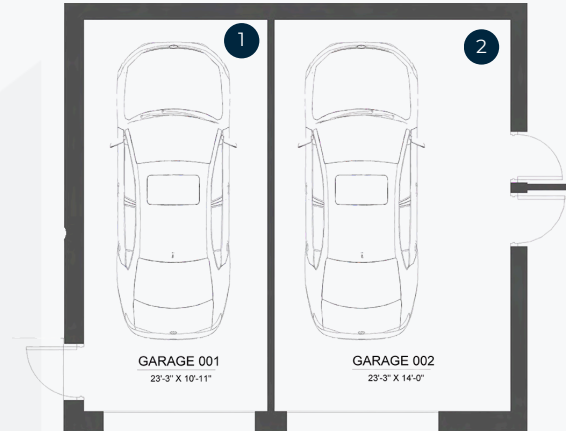 1
2
GARAGE 001
23'-3" X 10'-11"
GARAGE 002
23'-3" X 14'-0"